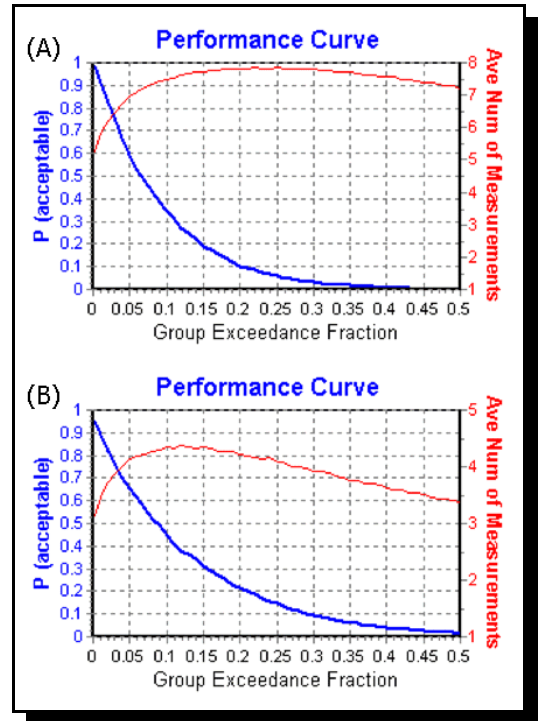 (A)
Performance Curve
P (acceptable)
1
0.9
0.8
0.7
0.6
0.5
0.4
0.3
0.2
0.1
0
8
7
6
5
4
3
2
1
Ave Num of Measurements
0 0.05 0.1 0.15 0.2 0.25 0.3 0.35 0.4 0.45 0.5
Group Exceedance Fraction
(B)
Performance Curve
P (acceptable)
1
0.9
0.8
0.7
0.6
0.5
0.4
0.3
0.2
0.1
0
5
4
3
2
1
Ave Num of Measurements
0 0.05 0.1 0.15 0.2 0.25 0.3 0.35 0.4 0.45 0.5
Group Exceedance Fraction